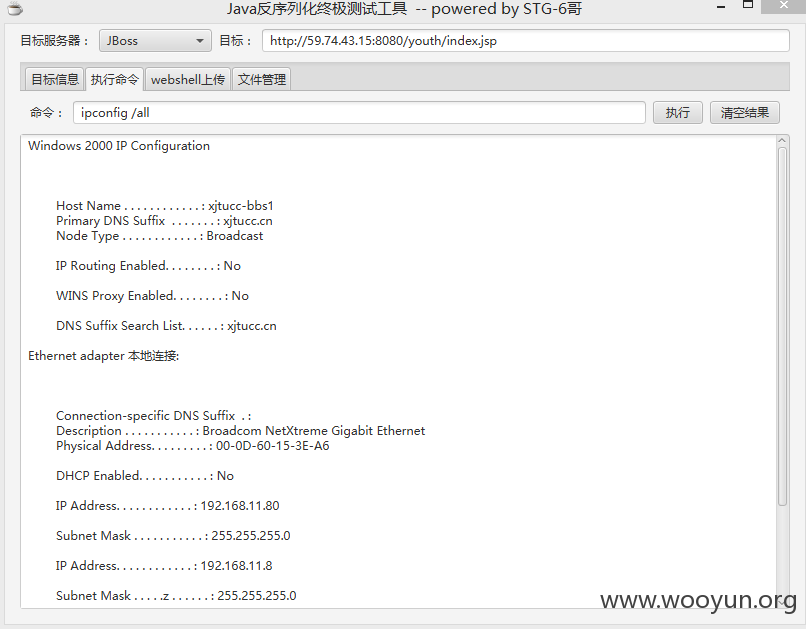 Java反序列化终极测试工具 -- powered by STG-6哥
目标服务器： JBoss 目标： http://59.74.43.15:8080/youth/index.jsp
目标信息 执行命令 webshell上传 文件管理
命令： ipconfig /all 执行 清空结果
Windows 2000 IP Configuration
Host Name . . . . . . . . . . . . : xjtucc-bbs1
Primary DNS Suffix . . . . . . . : xjtucc.cn
Node Type . . . . . . . . . . . . : Broadcast
IP Routing Enabled. . . . . . . . : No
WINS Proxy Enabled. . . . . . . . : No
DNS Suffix Search List. . . . . . : xjtucc.cn
Ethernet adapter 本地连接:
Connection-specific DNS Suffix . :
Description . . . . . . . . . . . : Broadcom NetXtreme Gigabit Ethernet
Physical Address. . . . . . . . . : 00-0D-60-15-3E-A6
DHCP Enabled. . . . . . . . . . . : No
IP Address. . . . . . . . . . . . : 192.168.11.80
Subnet Mask . . . . . . . . . . . : 255.255.255.0
IP Address. . . . . . . . . . . . : 192.168.11.8
Subnet Mask . . . . .z . . . . . . : 255.255.255.0
www.wooyun.org